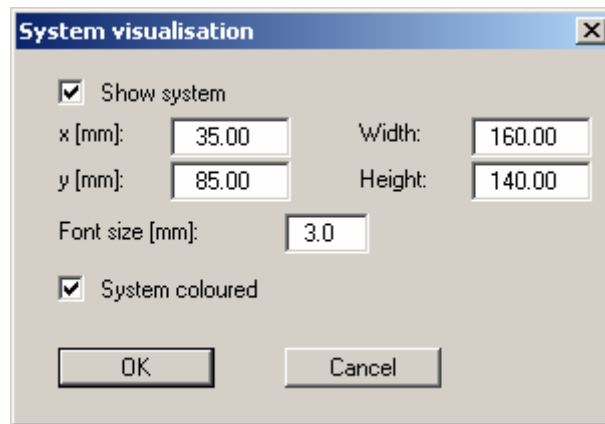 System visualisation
Show system
x [mm]: 35.00 Width: 160.00
y [mm]: 85.00 Height: 140.00
Font size [mm]: 3.0
System coloured
OK Cancel